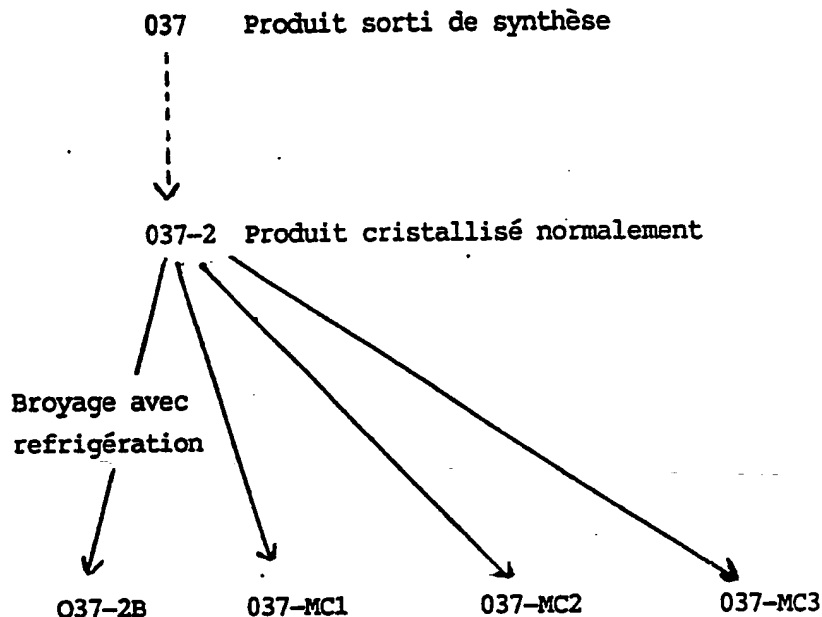 037 Produit sorti de synthèse
037-2 Produit cristallisé normalement
Broyage avec
refrigération
O37-2B 037-MC1 037-MC2 037-MC3